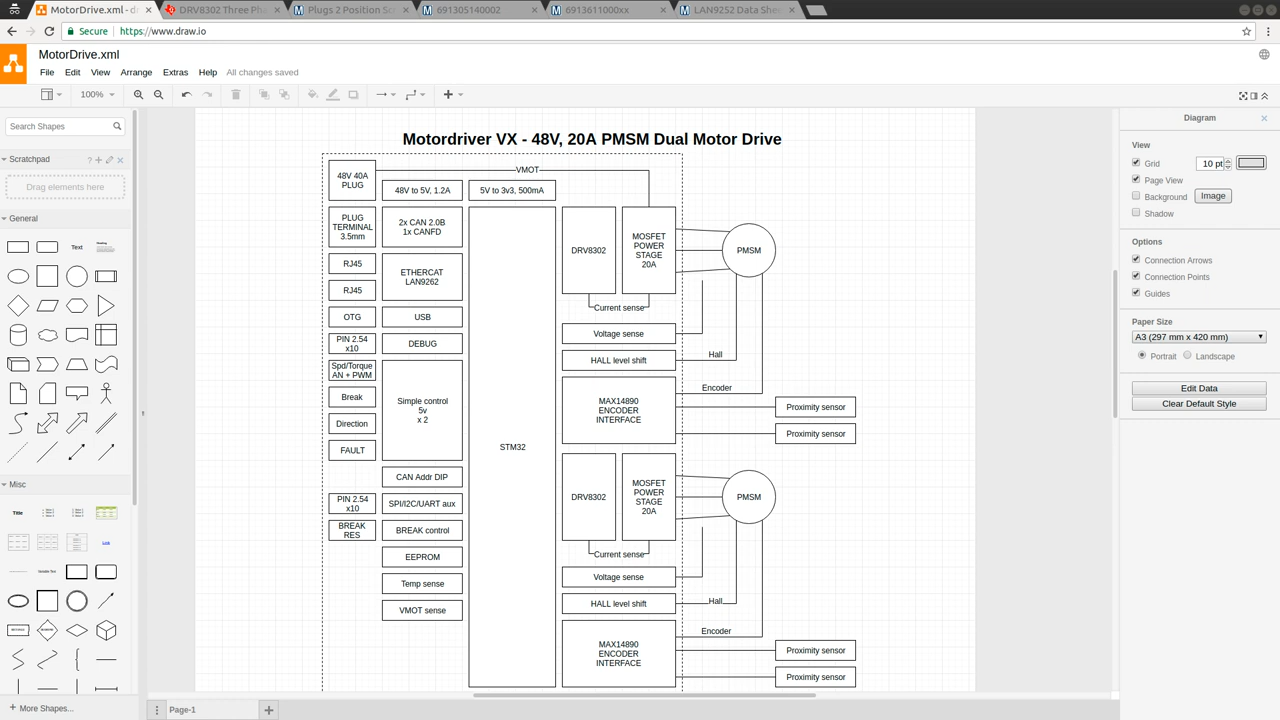 MotorDrive.xml - d
DRV8302 Three Ph
Plugs 2 Position Sc
691305140002
6913611000xx
LAN9252 Data She
Secure
https://www.draw.io
MotorDrive.xml
File Edit View Arrange Extras Help All changes saved
100%
Search Shapes
Scratchpad
Drag elements here
General
Text
Misc
Title
Link
More Shapes...
Motordriver VX - 48V, 20A PMSM Dual Motor Drive
48V 40A
PLUG
VMOT
48V to 5V, 1.2A
5V to 3v3, 500mA
PLUG
TERMINAL
3.5mm
2x CAN 2.0B
1x CANFD
RJ45
RJ45
ETHERCAT
LAN9262
OTG
USB
PIN 2.54
x10
DEBUG
Spd/Torque
AN + PWM
Break
Direction
FAULT
Simple control
5v
x 2
CAN Addr DIP
PIN 2.54
x10
SPI/I2C/UART aux
BREAK
RES
BREAK control
EEPROM
Temp sense
VMOT sense
STM32
DRV8302
MOSFET
POWER
STAGE
20A
PMSM
Current sense
Voltage sense
HALL level shift
Hall
Encoder
MAX14890
ENCODER
INTERFACE
Proximity sensor
Proximity sensor
DRV8302
MOSFET
POWER
STAGE
20A
PMSM
Current sense
Voltage sense
HALL level shift
Hall
Encoder
MAX14890
ENCODER
INTERFACE
Proximity sensor
Proximity sensor
Page-1
Diagram
View
Grid
10 pt
Page View
Background
Image
Shadow
Options
Connection Arrows
Connection Points
Guides
Paper Size
A3 (297 mm x 420 mm)
Portrait Landscape
Edit Data
Clear Default Style